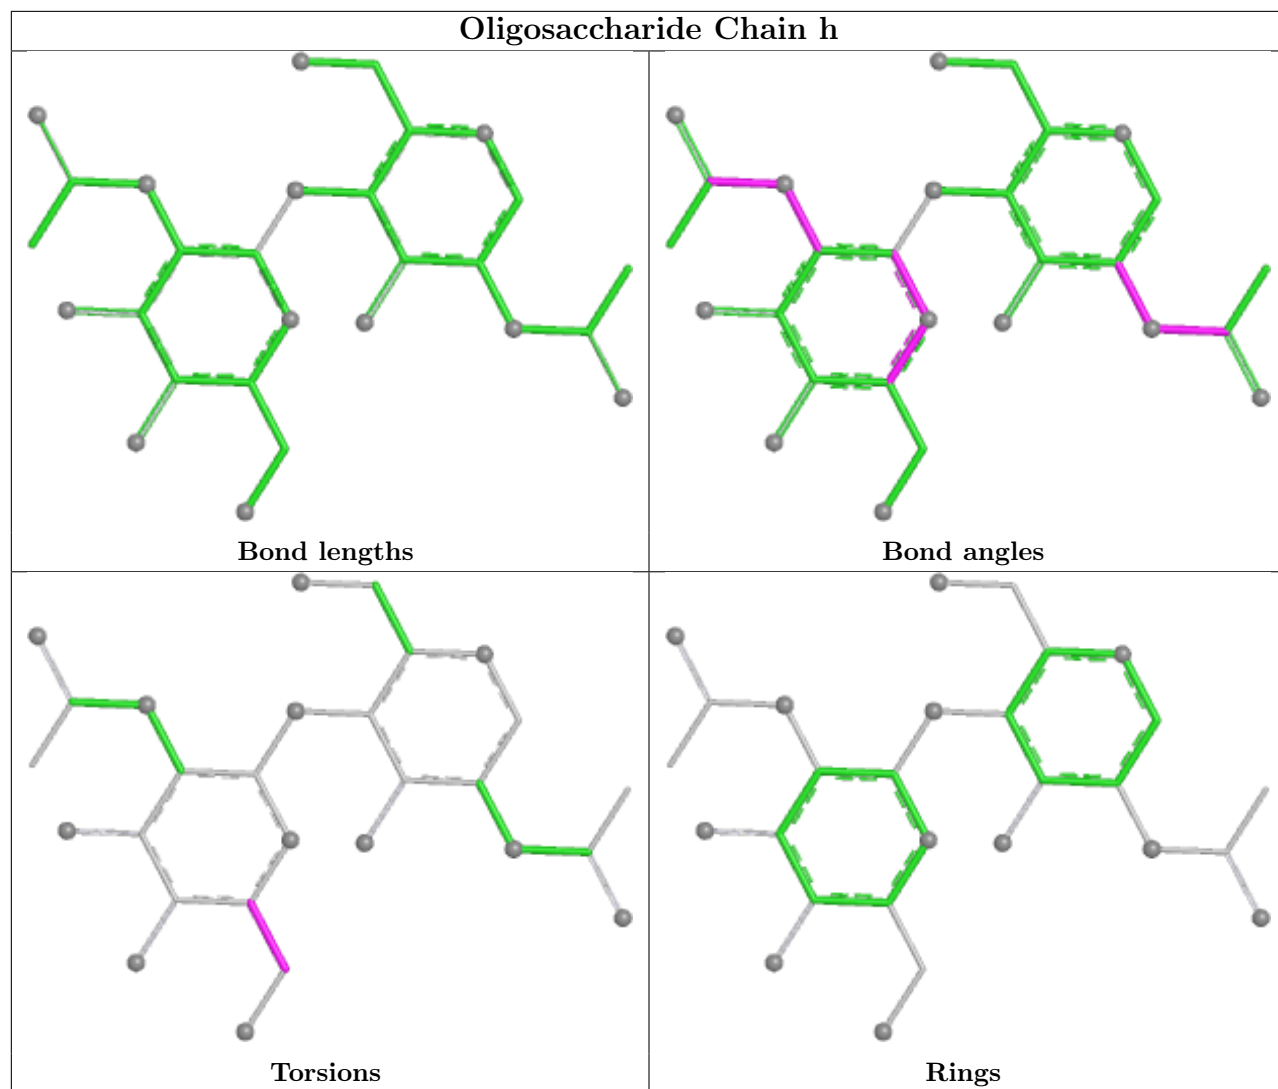 Oligosaccharide Chain h
Bond lengths
Bond angles
Torsions
Rings